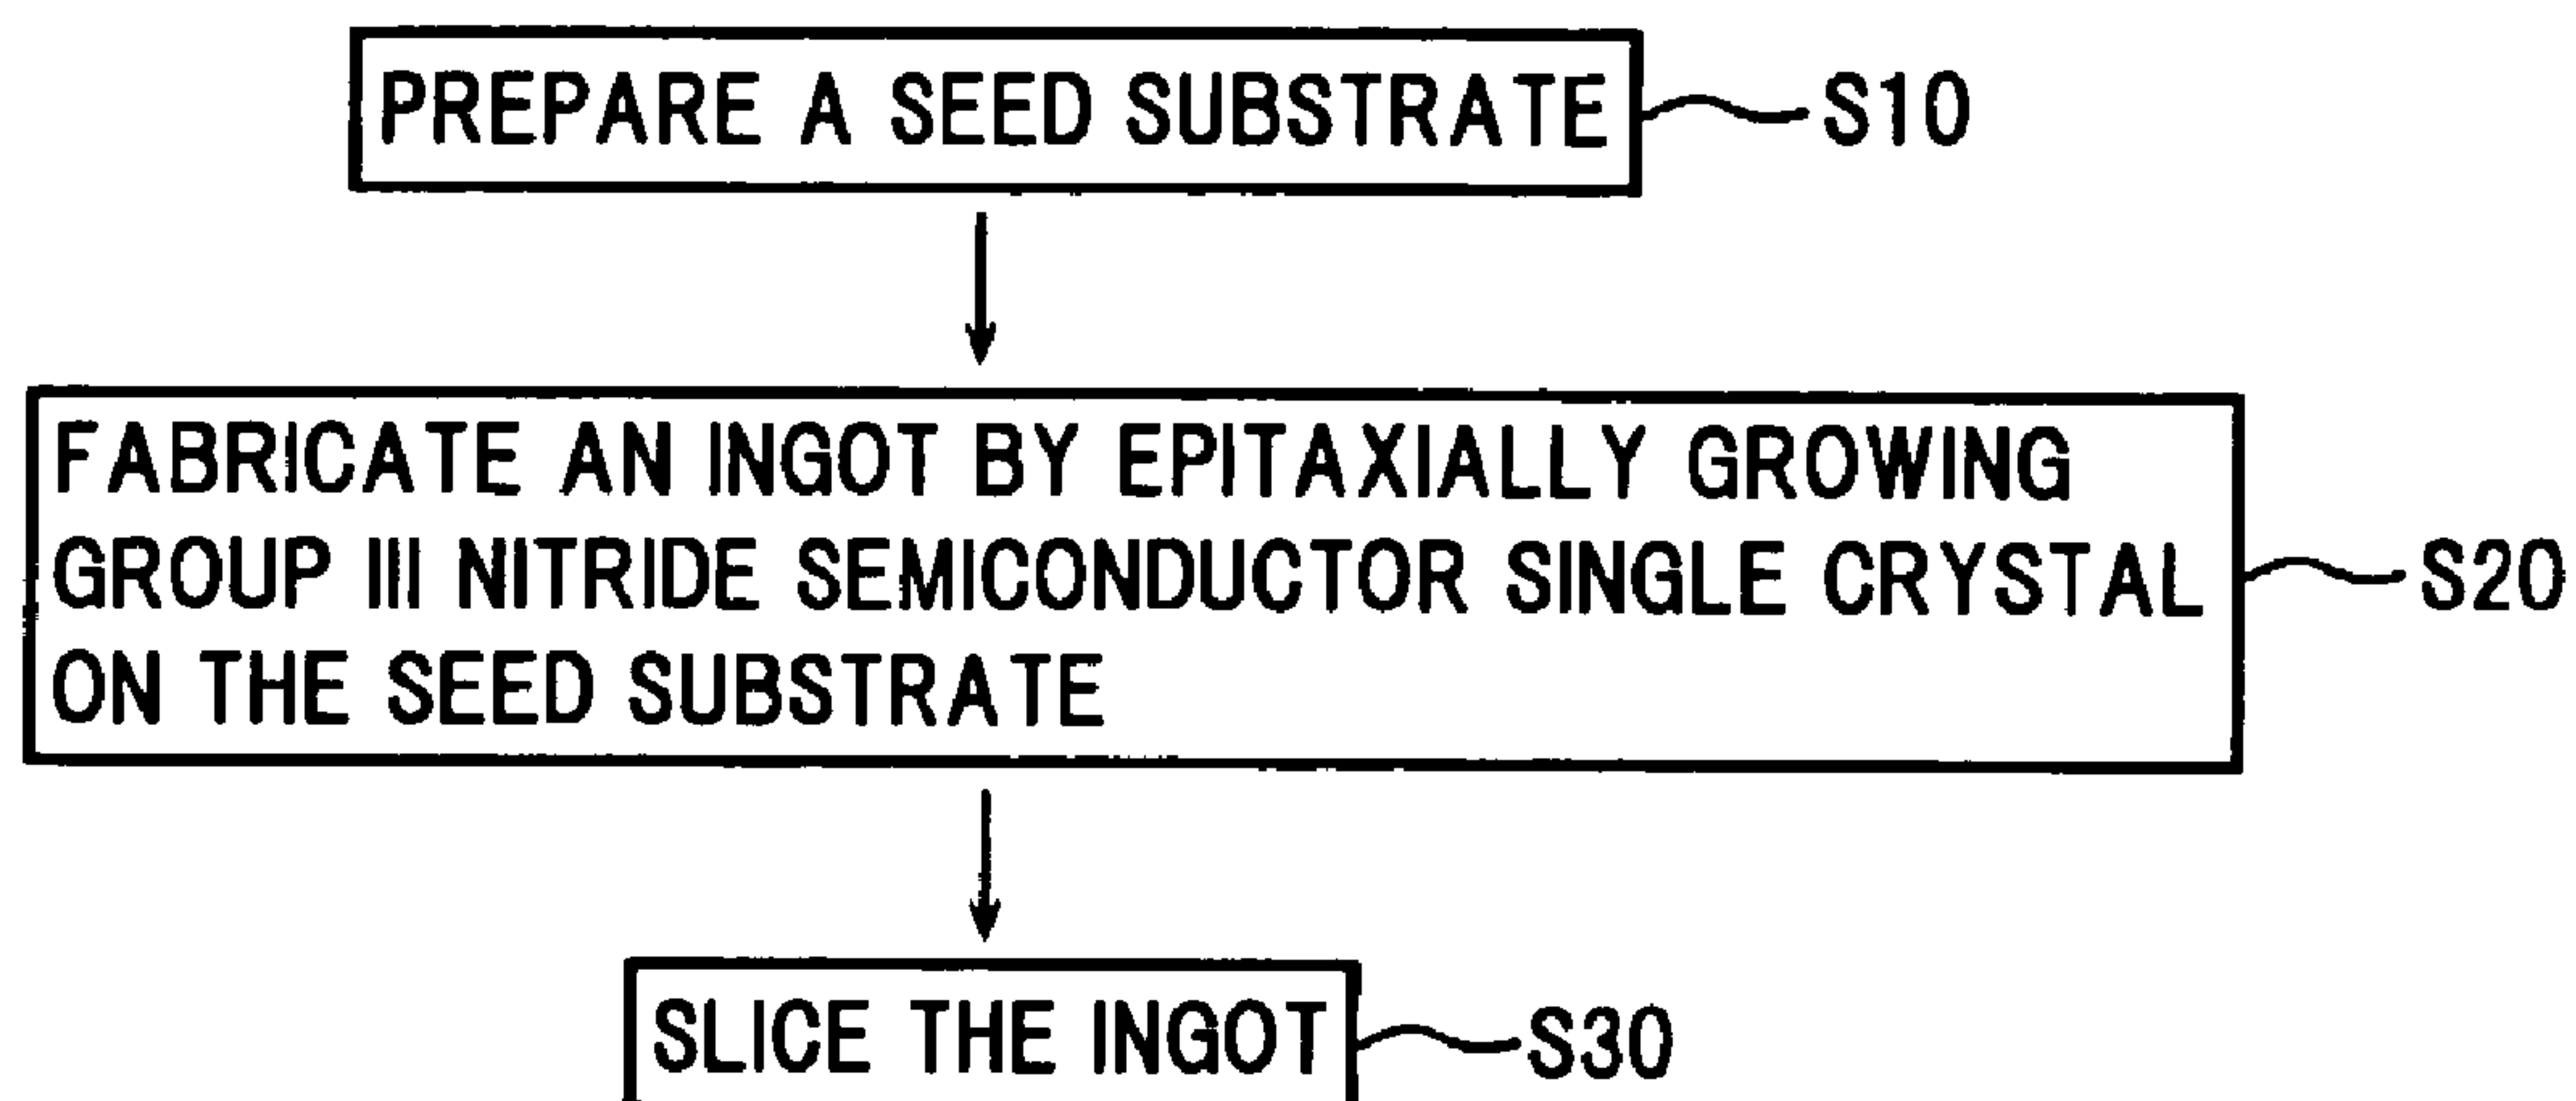 PREPARE A SEED SUBSTRATE S10
FABRICATE AN INGOT BY EPITAXIALLY GROWING
GROUP III NITRIDE SEMICONDUCTOR SINGLE CRYSTAL S20
ON THE SEED SUBSTRATE
SLICE THE INGOT S30